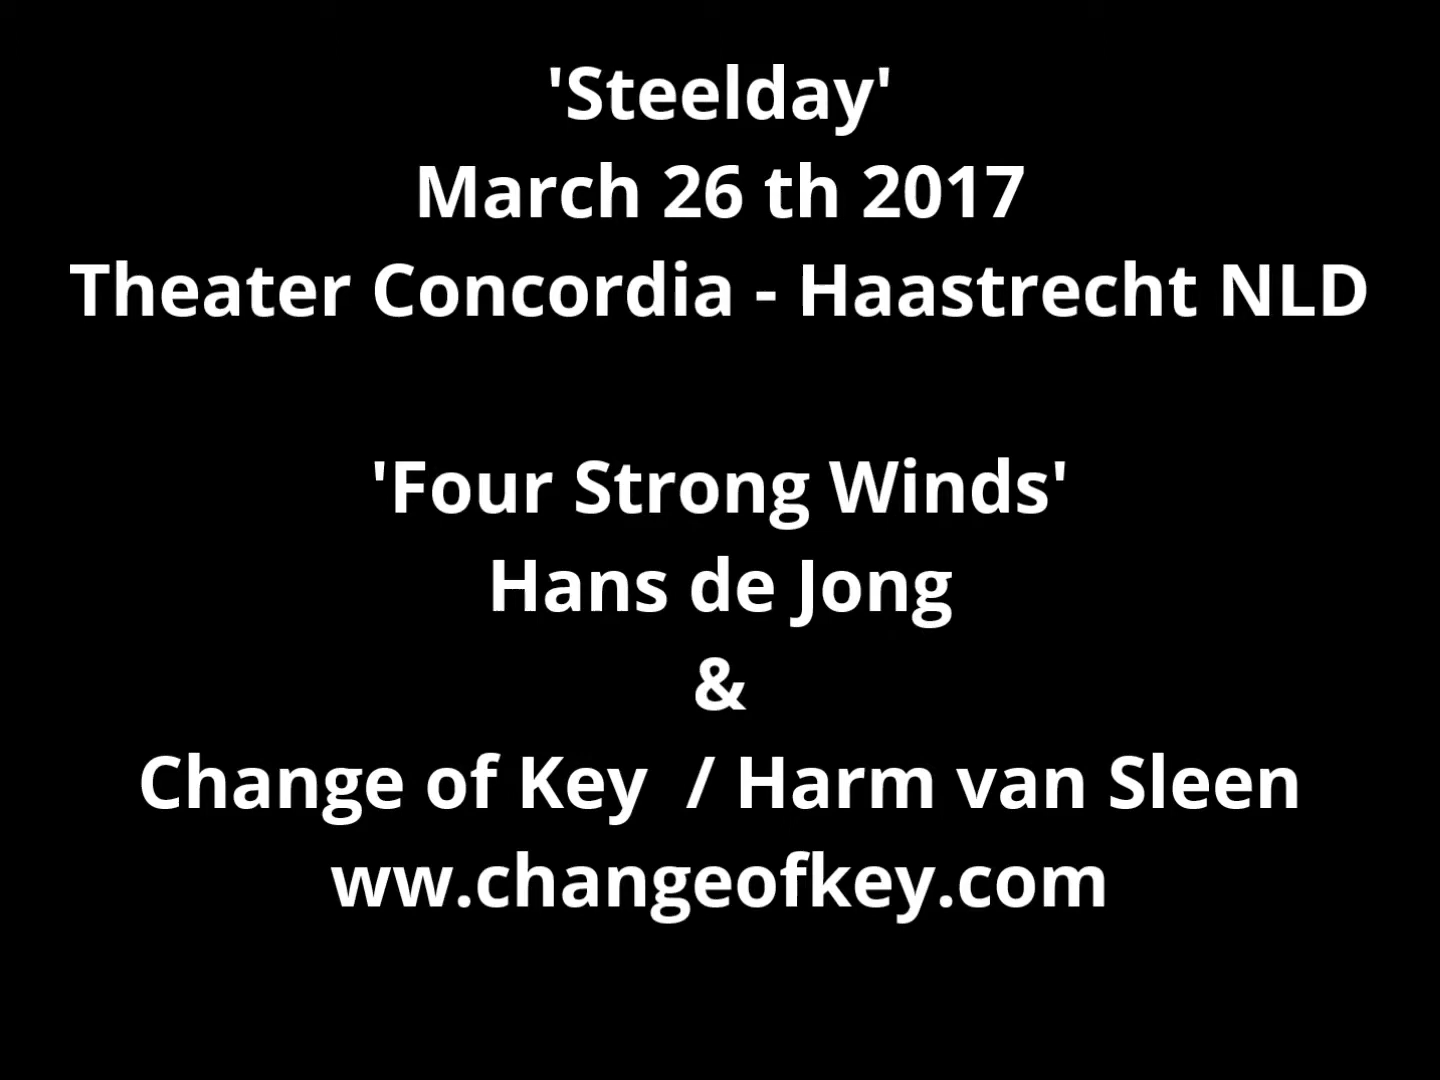 'Steelday'
March 26 th 2017
Theater Concordia - Haastrecht NLD
'Four Strong Winds'
Hans de Jong
&
Change of Key  / Harm van Sleen
ww.changeofkey.com